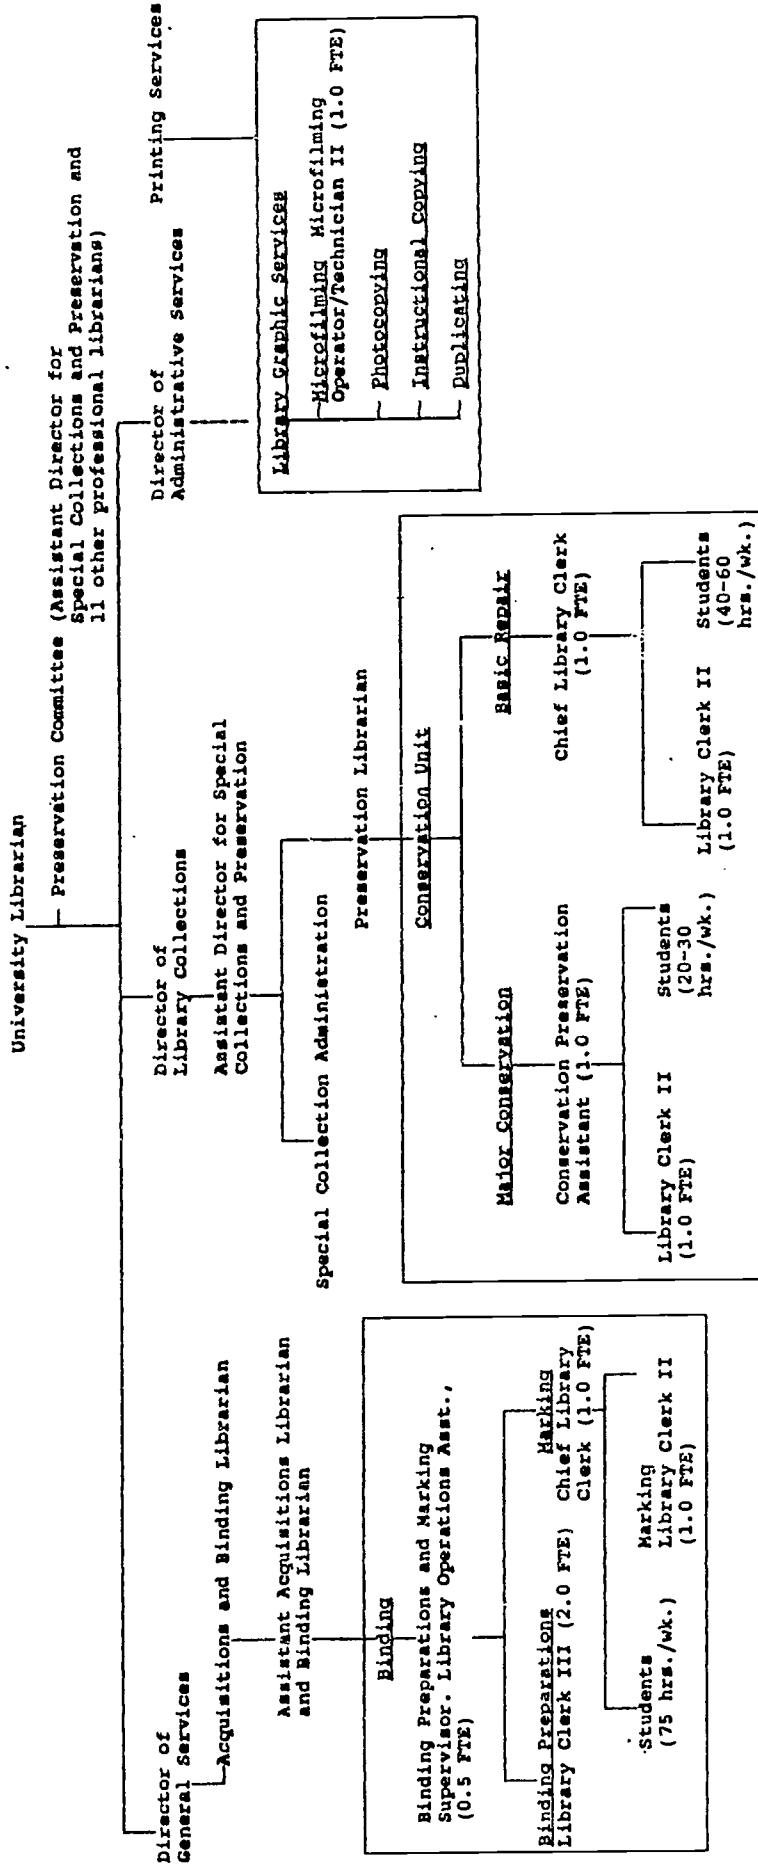 University Librarian
Preservation Committee (Assistant Director for
Special Collections and Preservation and
11 other professional librarians)
Director of
General Services
Acquisitions and Binding Librarian
Assistant Acquisitions Librarian
and Binding Librarian
Binding
Binding Preparations and Marking
Supervisor. Library Operations Asst.,
(0.5 FTE)
Binding Preparations
Library Clerk III (2.0 FTE)
Marking
Chief Library
Clerk (1.0 FTE)
Students
(75 hrs./wk.)
Marking
Library Clerk II
(1.0 FTE)
Director of
Library Collections
Assistant Director for Special
Collections and Preservation
Special Collection Administration
Preservation Librarian
Conservation Unit
Major Conservation
Conservation Preservation
Assistant (1.0 FTE)
Library Clerk II
(1.0 FTE)
Students
(20-30
hrs./wk.)
Basic Repair
Chief Library Clerk
(1.0 FTE)
Library Clerk II
(1.0 FTE)
Students
(40-60
hrs./wk.)
Director of
Administrative Services
Printing Services
Library Graphic Services
Microfilming Microfilming
Operator/Technician II (1.0 FTE)
Photocopying
Instructional Copying
Duplicating